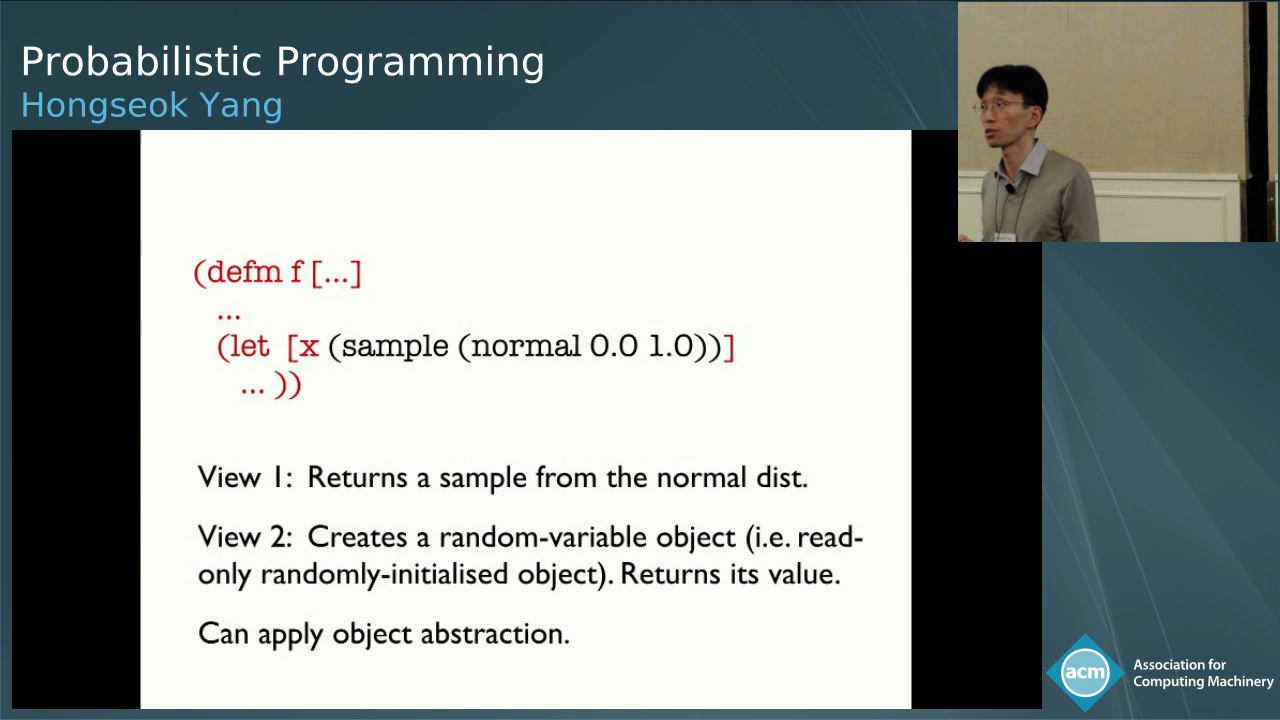 Probabilistic Programming
Hongseok Yang
(defm f [...]
...
(let [x (sample (normal 0.0 1.0))]
... ))
View 1: Returns a sample from the normal dist.
View 2: Creates a random-variable object (i.e. read-
only randomly-initialised object). Returns its value.
Can apply object abstraction.
acm
Association for
Computing Machinery